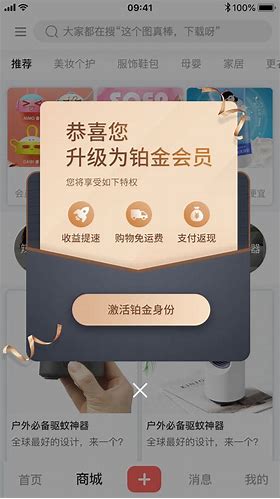 09:41
100%
大家都在搜“这个图真棒，下载呀”
推荐 美妆个护 服饰鞋包 母婴 家居
恭喜您
升级为铂金会员
您将享受如下特权
收益提速 购物免运费 支付返现
激活铂金身份
户外必备驱蚊神器 户外必备驱蚊神器
全球最好的设计，来一个？ 全球最好的设计，来一个？
首页 商城 消息 我的